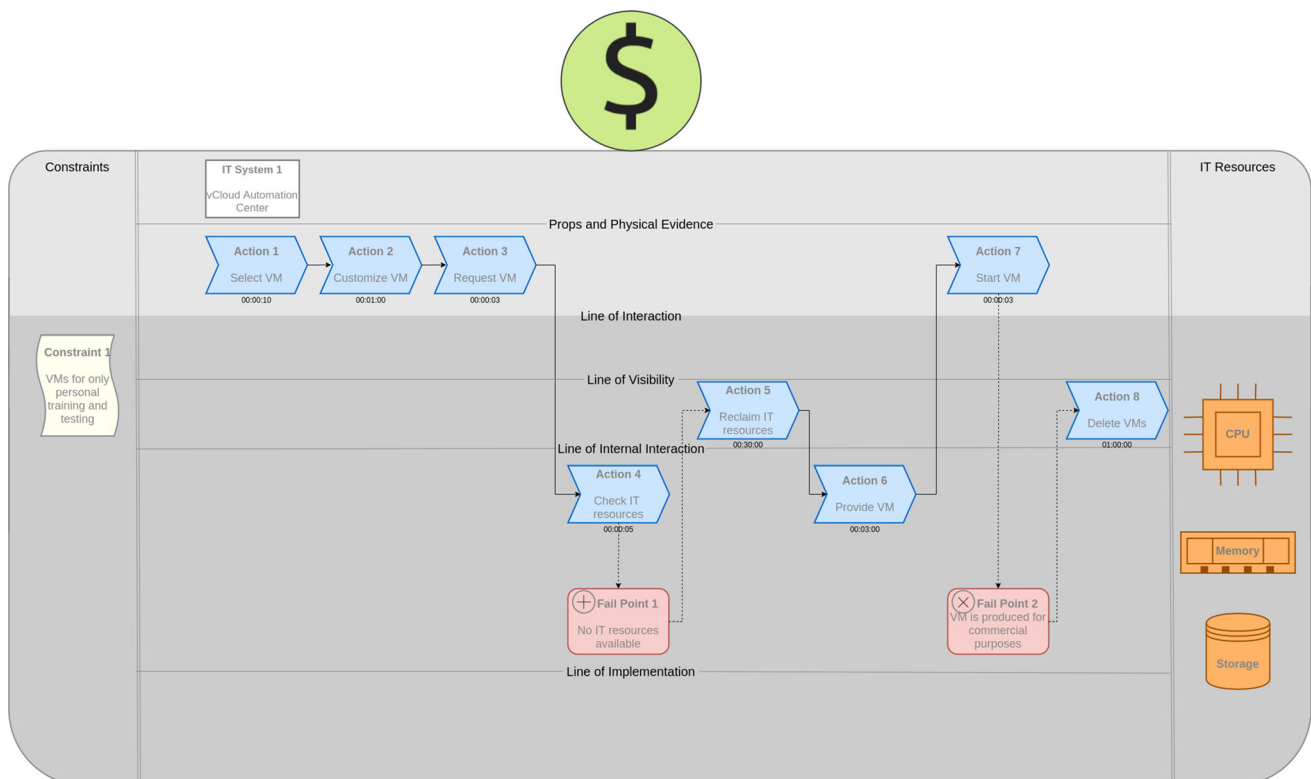 $
Constraints
IT System 1
vCloud Automation
Center
IT Resources
Props and Physical Evidence
Action 1
Select VM
00:00:10
Action 2
Customize VM
00:01:00
Action 3
Request VM
00:00:03
Action 7
Start VM
00:00:03
Line of Interaction
Constraint 1
VMs for only
personal
training and
testing
Line of Visibility
Action 5
Reclaim IT
resources
00:30:00
Action 8
Delete VMs
01:00:00
CPU
Line of Internal Interaction
Action 4
Check IT
resources
00:00:05
Action 6
Provide VM
00:03:00
Memory
Fail Point 1
No IT resources
available
Fail Point 2
VM is produced for
commercial
purposes
Storage
Line of Implementation